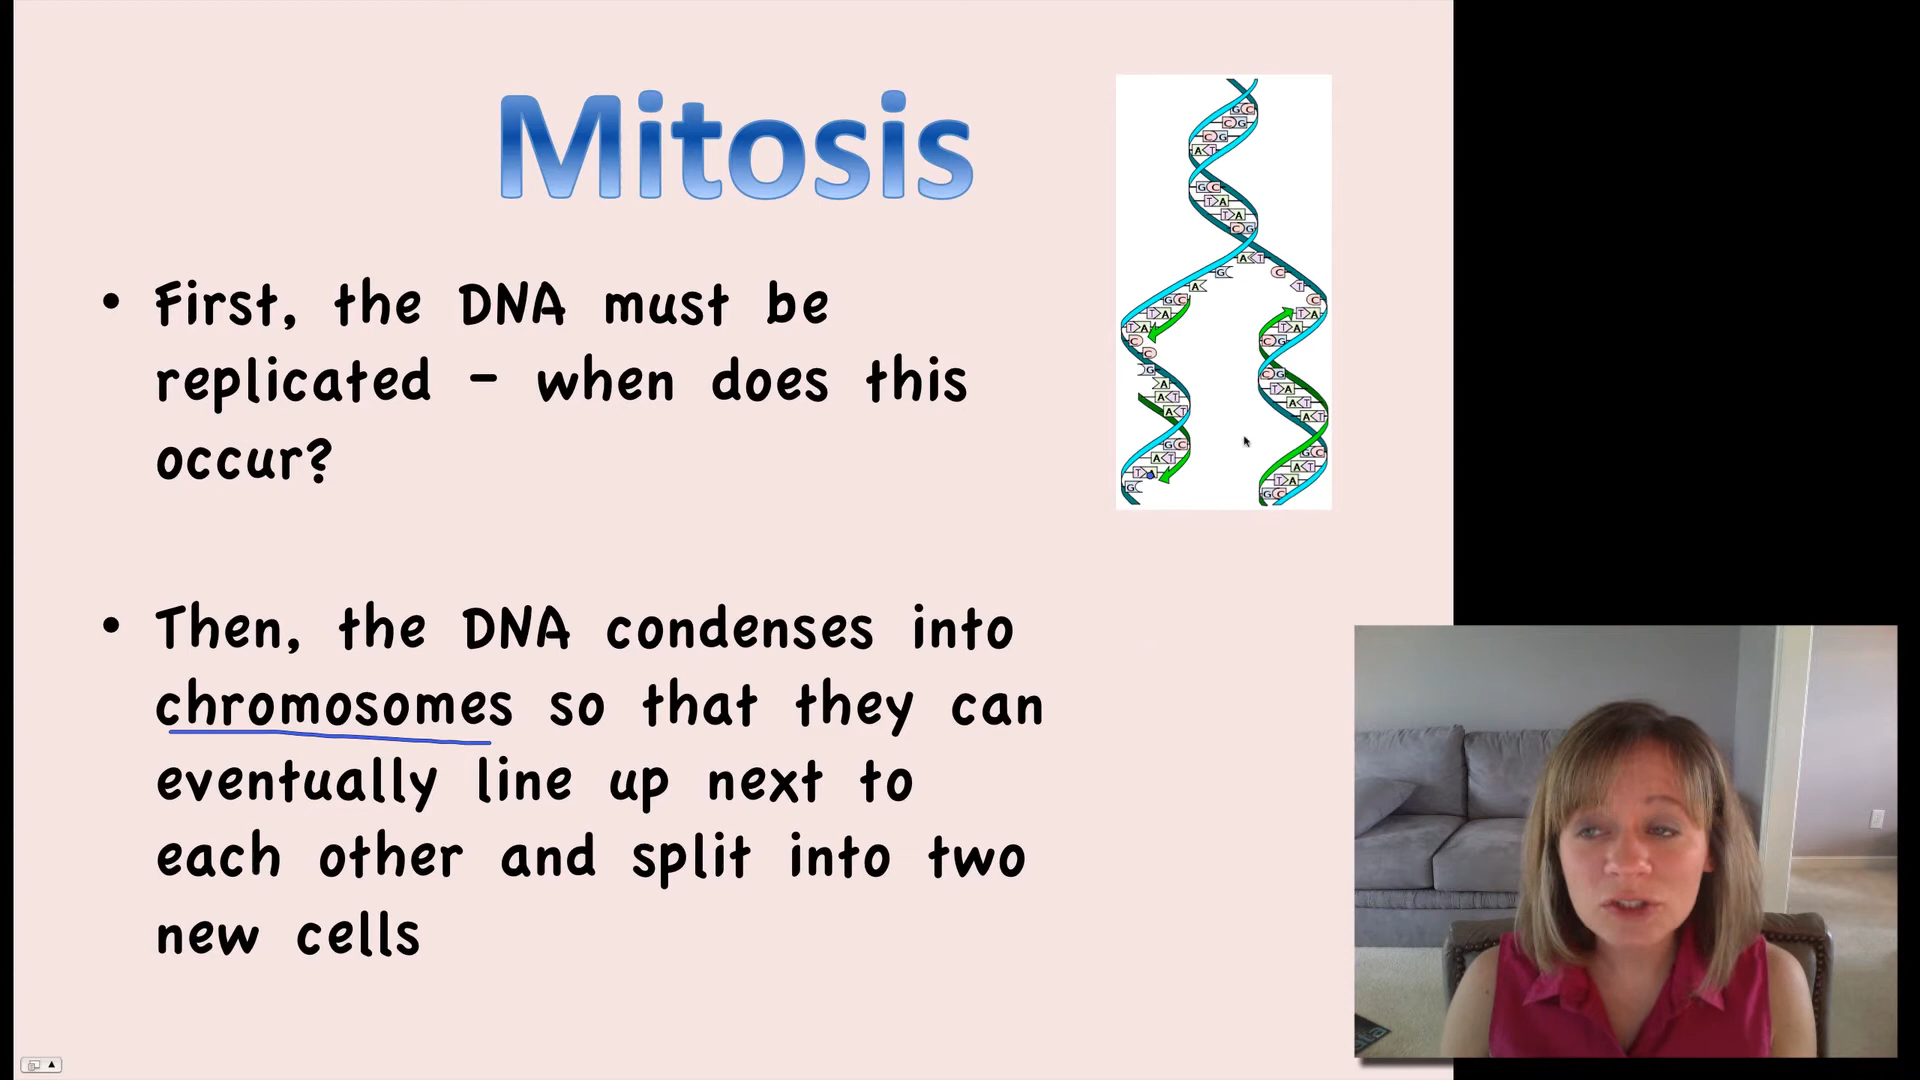 Mitosis
• First, the DNA must be
replicated – when does this
occur?
• Then, the DNA condenses into
chromosomes so that they can
eventually line up next to
each other and split into two
new cells
G C
C G
C G
A T
G C
T A
T A
C G
A T
G C
A T
G C C
T A T A
T A T A
C C G
C
G C G
A T A
A T A T
A T A T
G C G C
A T A T
T A T A
G G C